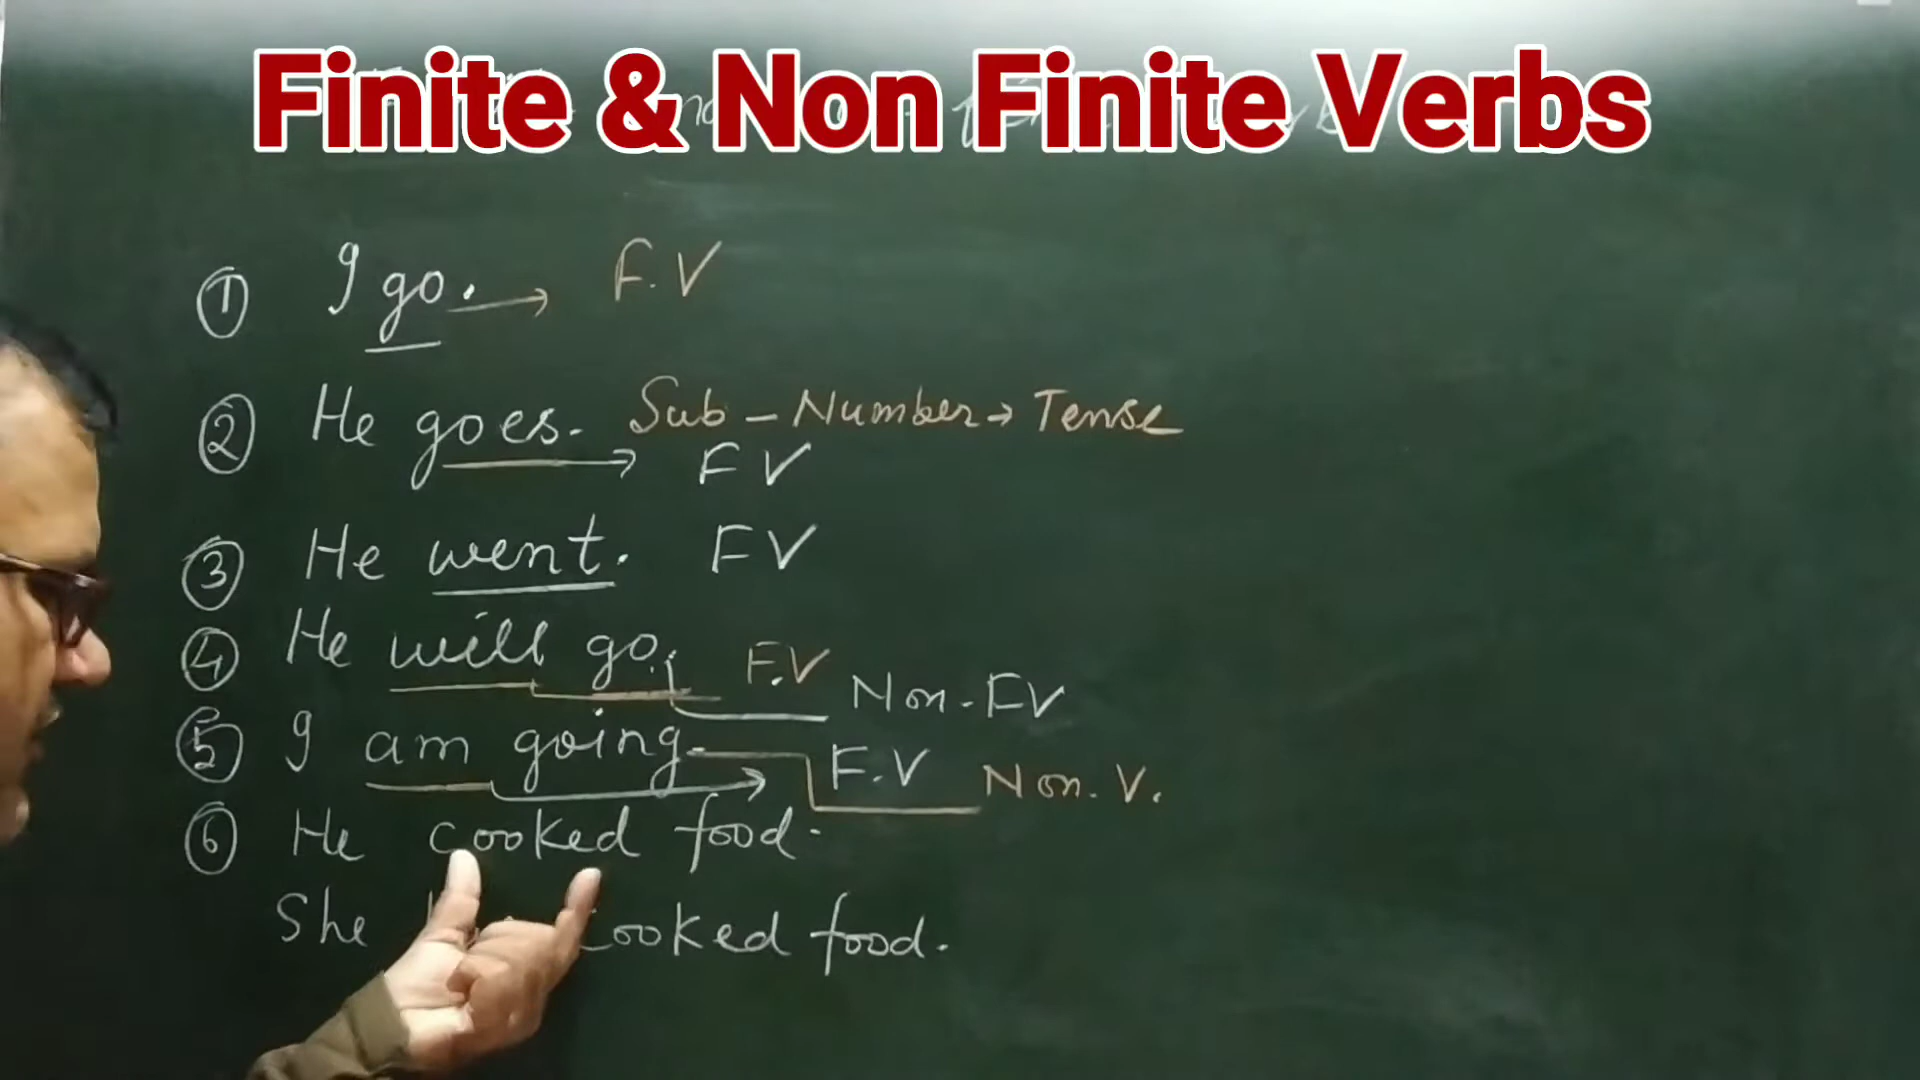 Finite & Non Finite Verbs
① I go. → F.V
② He goes. Sub - Number → Tense
→ FV
③ He went. FV
④ He will go. F.V Non-FV
⑤ I am going F.V Non. V.
⑥ He cooked food.
She cooked food.